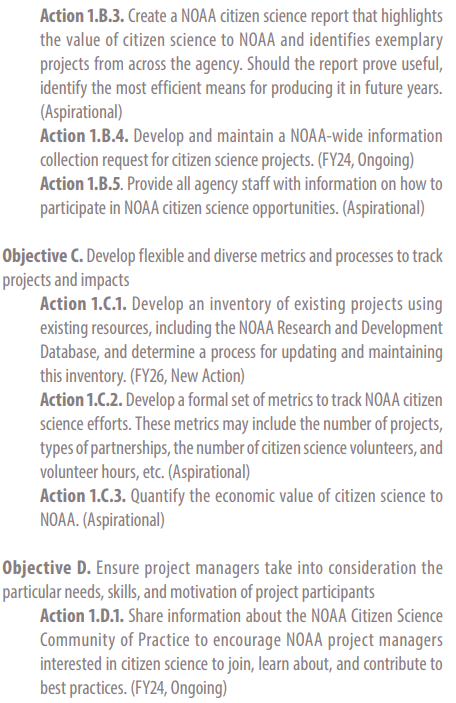 Action 1.B.3. Create a NOAA citizen science report that highlights
the value of citizen science to NOAA and identifies exemplary
projects from across the agency. Should the report prove useful,
identify the most efficient means for producing it in future years.
(Aspirational)
Action 1.B.4. Develop and maintain a NOAA-wide information
collection request for citizen science projects. (FY24, Ongoing)
Action 1.B.5. Provide all agency staff with information on how to
participate in NOAA citizen science opportunities. (Aspirational)
Objective C. Develop flexible and diverse metrics and processes to track
projects and impacts
Action 1.C.1. Develop an inventory of existing projects using
existing resources, including the NOAA Research and Development
Database, and determine a process for updating and maintaining
this inventory. (FY26, New Action)
Action 1.C.2. Develop a formal set of metrics to track NOAA citizen
science efforts. These metrics may include the number of projects,
types of partnerships, the number of citizen science volunteers, and
volunteer hours, etc. (Aspirational)
Action 1.C.3. Quantify the economic value of citizen science to
NOAA. (Aspirational)
Objective D. Ensure project managers take into consideration the
particular needs, skills, and motivation of project participants
Action 1.D.1. Share information about the NOAA Citizen Science
Community of Practice to encourage NOAA project managers
interested in citizen science to join, learn about, and contribute to
best practices. (FY24, Ongoing)